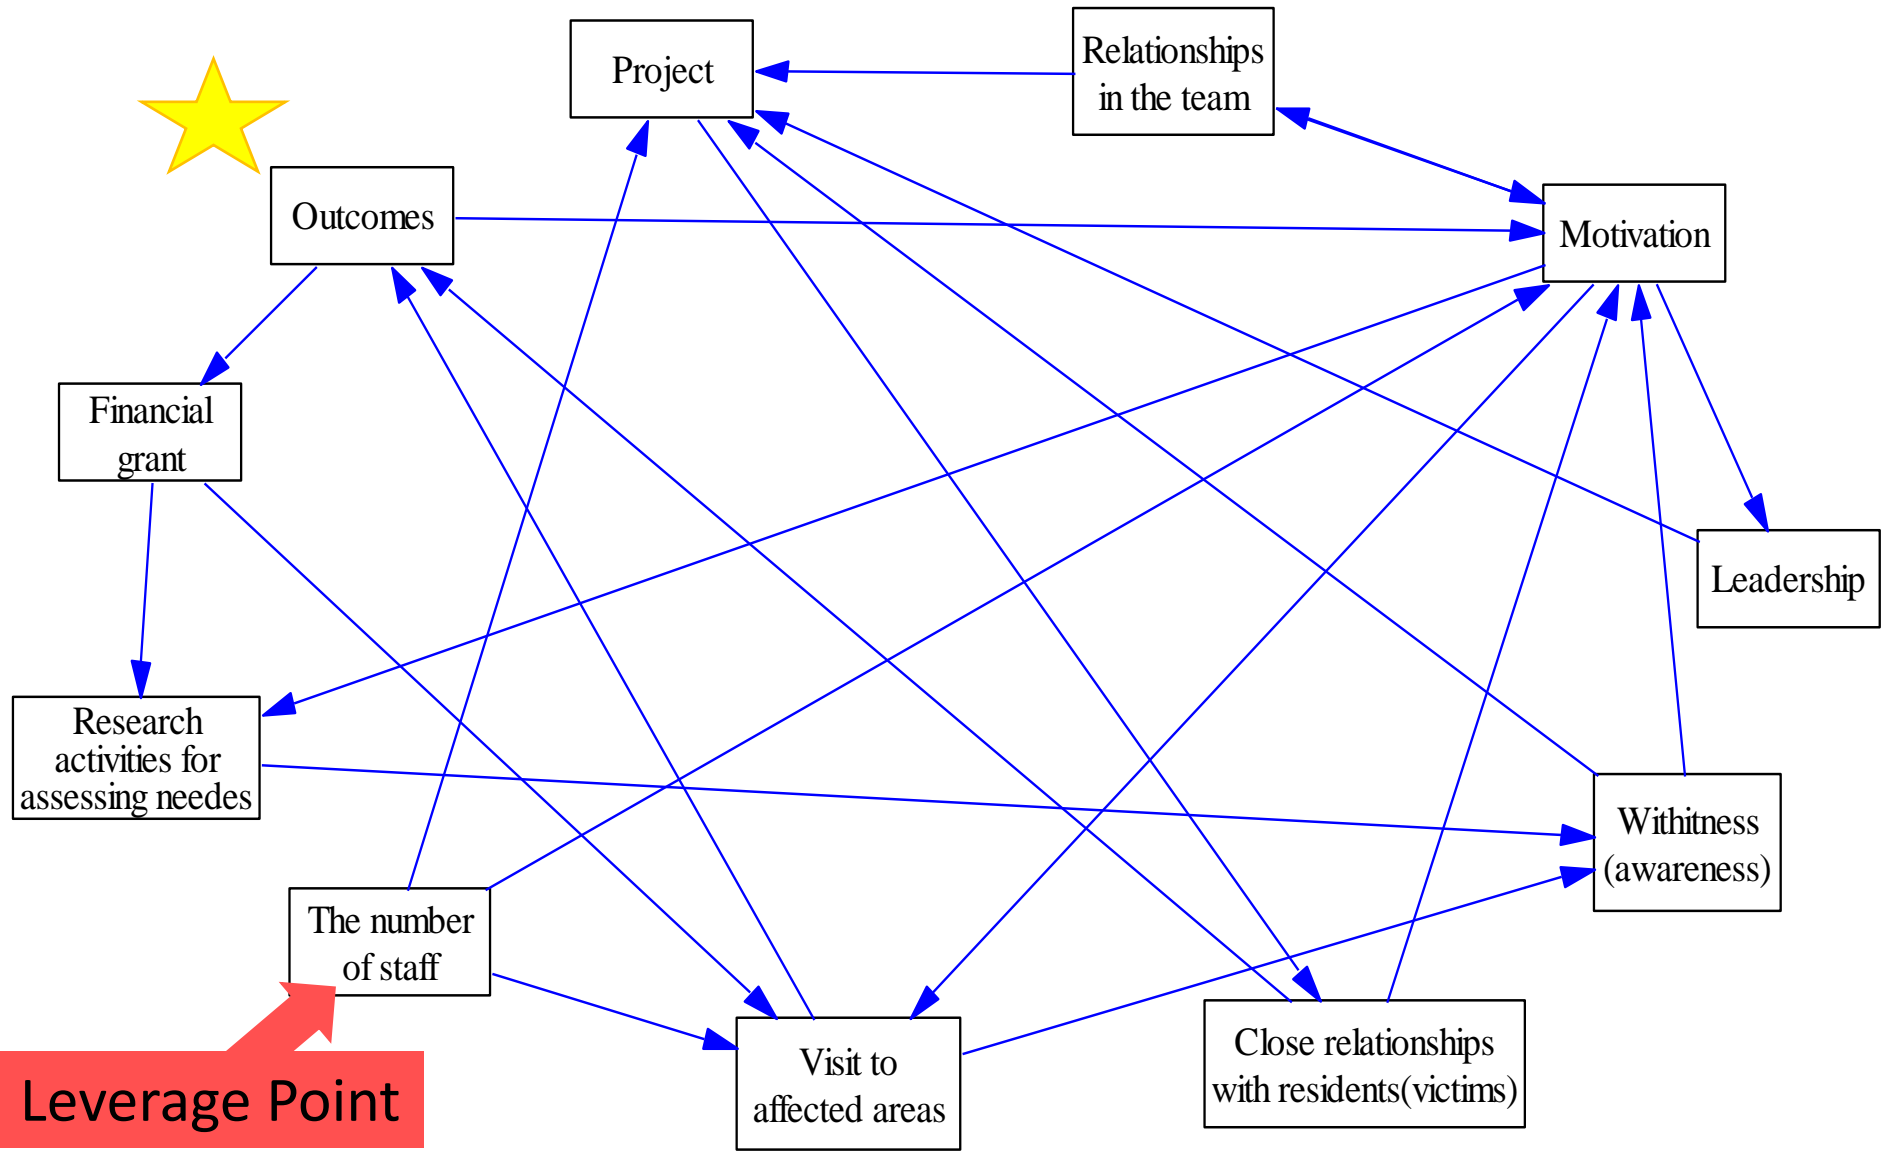 Project
Relationships
in the team
Outcomes
Motivation
Financial
grant
Leadership
Research
activities for
assessing needes
Withitness
(awareness)
The number
of staff
Visit to
affected areas
Close relationships
with residents(victims)
Leverage Point